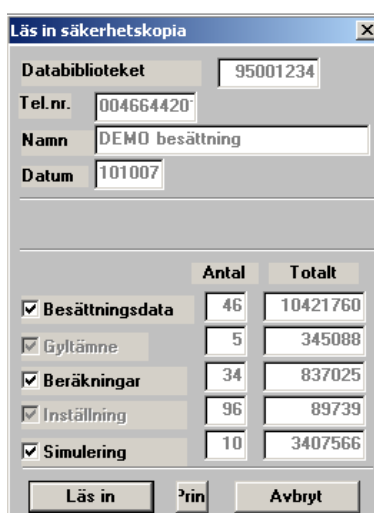 Läs in säkerhetskopia
Databiblioteket 95001234
Tel.nr. 004664420
Namn DEMO besättning
Datum 101007
Antal Totalt
Besättningsdata 46 10421760
Gyltämne 5 345088
Beräkningar 34 837025
Inställning 96 89739
Simulering 10 3407566
Läs in Prin Avbryt